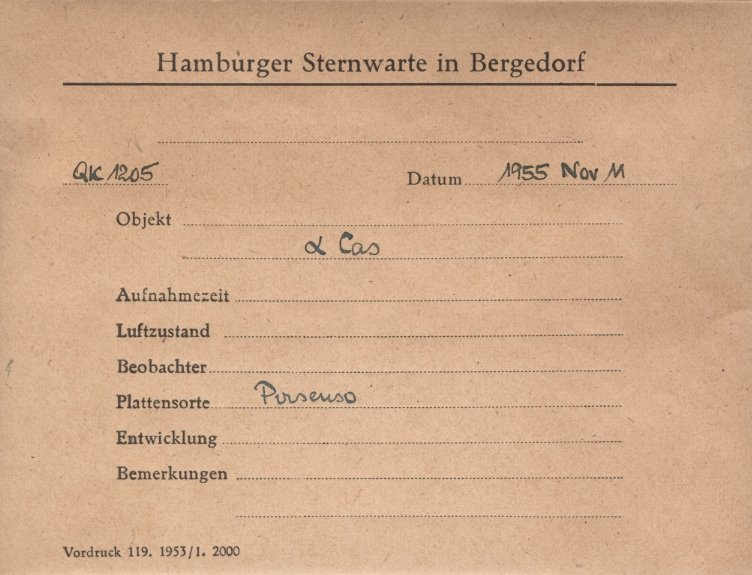 Hamburger Sternwarte in Bergedorf
QK 1205 Datum 1955 Nov 11
Objekt
α Cas
Aufnahmezeit
Luftzustand
Beobachter
Plattensorte
Entwicklung
Bemerkungen
Vordruck 119. 1953/1. 2000